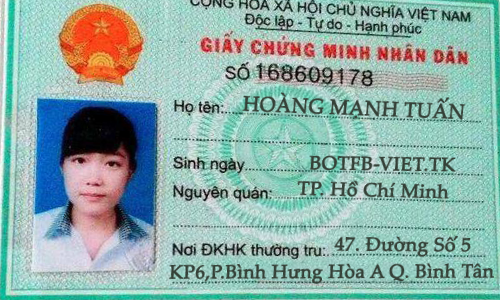 CỘNG HÒA XÃ HỘI CHỦ NGHĨA VIỆT NAM
Độc lập - Tự do - Hạnh phúc
GIẤY CHỨNG MINH NHÂN DÂN
SỐ 168609178
Họ tên: HOÀNG MẠNH TUẤN
Sinh ngày BOTFB-VIET.TK
Nguyên quán: TP. Hồ Chí Minh
Nơi ĐKHK thường trú: 47. Đường Số 5
KP6,P.Bình Hưng Hòa A Q. Bình Tân